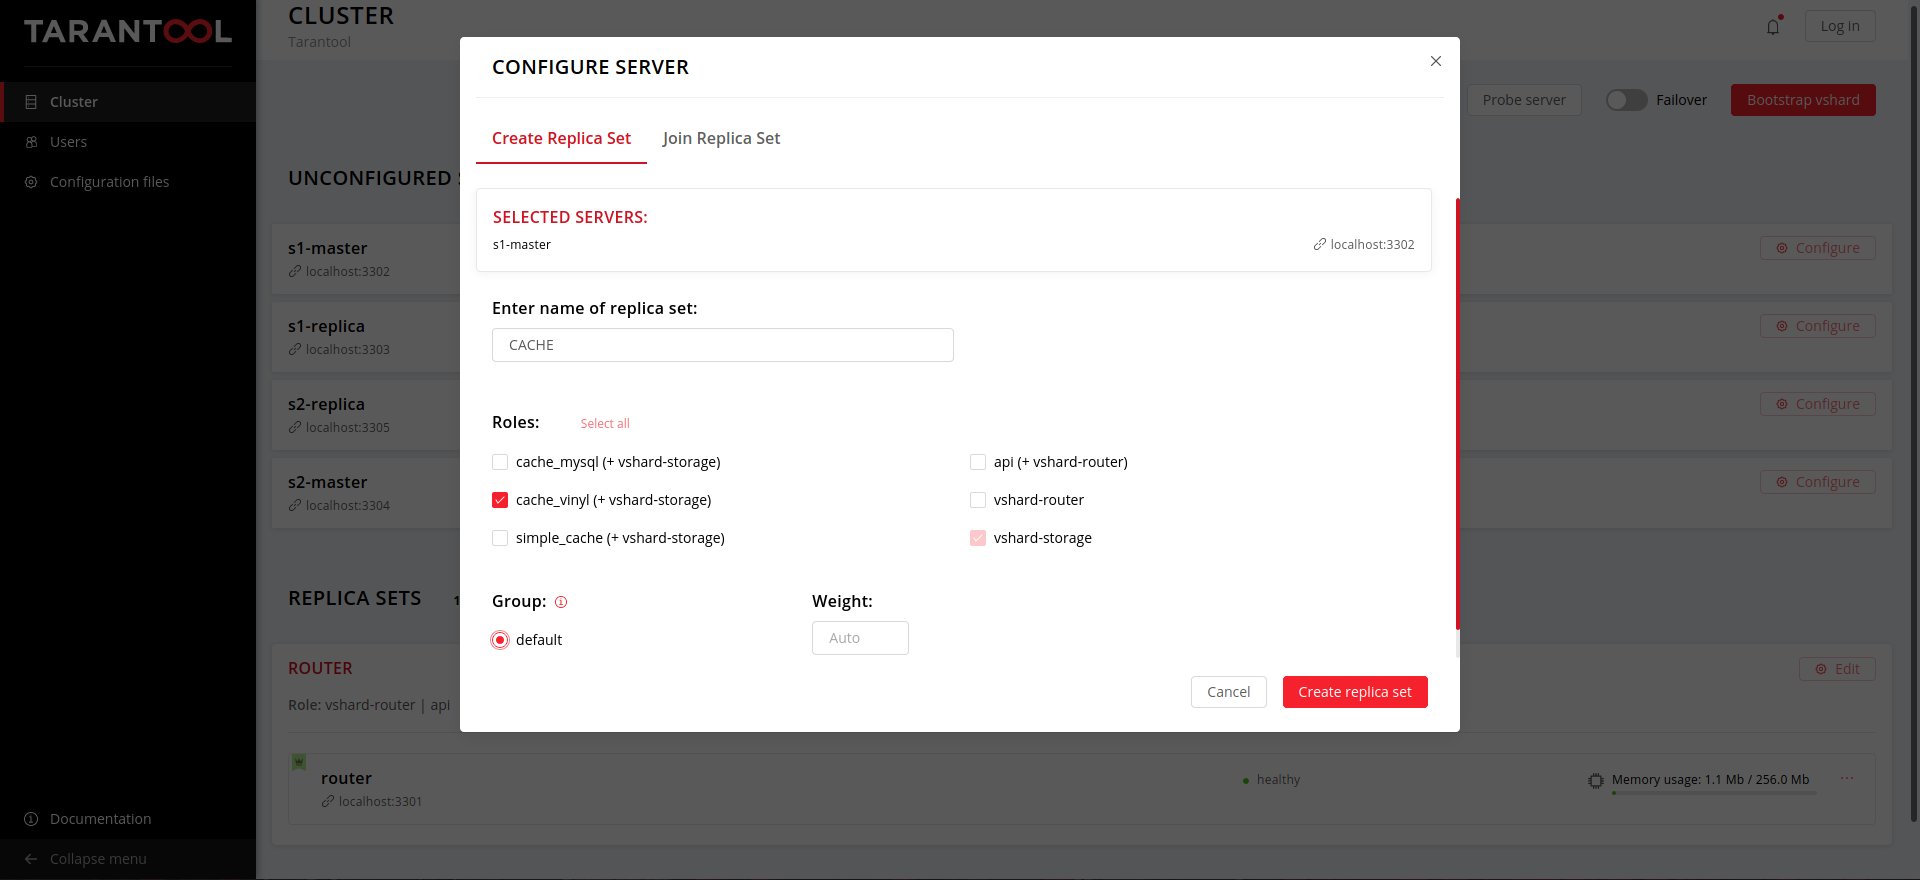 TARANTOOL
Cluster
Users
Configuration files
Documentation
Collapse menu
CLUSTER
Tarantool
Log in
Probe server
Failover
Bootstrap vshard
UNCONFIGURED
s1-master
localhost:3302
Configure
s1-replica
localhost:3303
Configure
s2-replica
localhost:3305
Configure
s2-master
localhost:3304
Configure
REPLICA SETS
1
ROUTER
Edit
Role: vshard-router | api
router
localhost:3301
healthy
Memory usage: 1.1 Mb / 256.0 Mb
CONFIGURE SERVER
Create Replica Set
Join Replica Set
SELECTED SERVERS:
s1-master
localhost:3302
Enter name of replica set:
CACHE
Roles:
Select all
cache_mysql (+ vshard-storage)
api (+ vshard-router)
cache_vinyl (+ vshard-storage)
vshard-router
simple_cache (+ vshard-storage)
vshard-storage
Group:
Weight:
default
Auto
Cancel
Create replica set